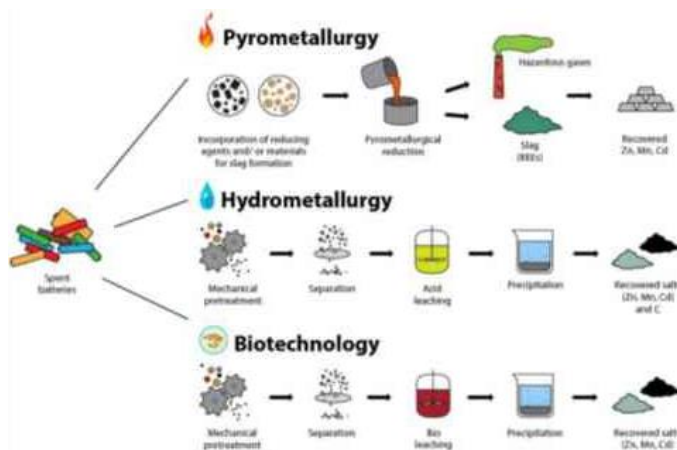 Pyrometallurgy
Hazardous gases
Incorporation of reducing
agents and/ or materials
for slag formation
Pyrometallurgical
reduction
Slag
(REEs)
Recovered
Zn, Mn, Cd
Hydrometallurgy
Spent
batteries
Mechanical
pretreatment
Separation
Acid
leaching
Precipitation
Recovered salt
(Zn, Mn, Cd)
and C
Biotechnology
Mechanical
pretreatment
Separation
Bio
leaching
Precipitation
Recovered salt
(Zn, Mn, Cd)